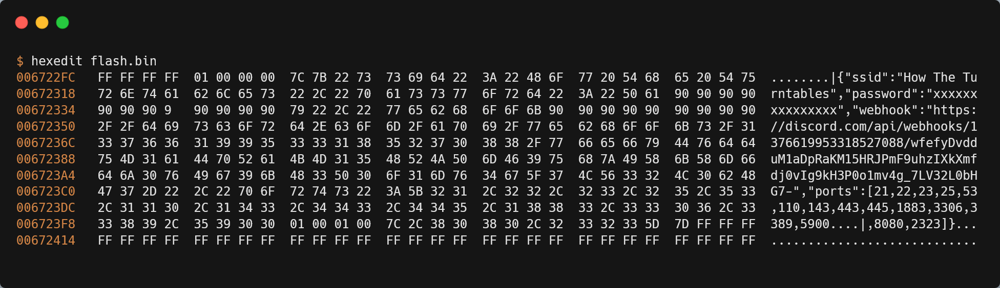 $ hexedit flash.bin
006722FC   FF FF FF FF  01 00 00 00  7C 7B 22 73  73 69 64 22  3A 22 48 6F  77 20 54 68  65 20 54 75  ........|{"ssid":"How The Tu
00672318   72 6E 74 61  62 6C 65 73  22 2C 22 70  61 73 73 77  6F 72 64 22  3A 22 50 61  90 90 90 90  rntables","password":"xxxxxx
00672334   90 90 90 9   90 90 90 90  79 22 2C 22  77 65 62 68  6F 6F 6B 90  90 90 90 90  90 90 90 90  xxxxxxxxx","webhook":"https:
00672350   2F 2F 64 69  73 63 6F 72  64 2E 63 6F  6D 2F 61 70  69 2F 77 65  62 68 6F 6F  6B 73 2F 31  //discord.com/api/webhooks/1
0067236C   33 37 36 36  31 39 39 35  33 33 31 38  35 32 37 30  38 38 2F 77  66 65 66 79  44 76 64 64  376619953318527088/wfefyDvdd
00672388   75 4D 31 61  44 70 52 61  4B 4D 31 35  48 52 4A 50  6D 46 39 75  68 7A 49 58  6B 58 6D 66  uM1aDpRaKM15HRJPmF9uhzIXkXmf
006723A4   64 6A 30 76  49 67 39 6B  48 33 50 30  6F 31 6D 76  34 67 5F 37  4C 56 33 32  4C 30 62 48  dj0vIg9kH3P0o1mv4g_7LV32L0bH
006723C0   47 37 2D 22  2C 22 70 6F  72 74 73 22  3A 5B 32 31  2C 32 32 2C  32 33 2C 32  35 2C 35 33  G7-","ports":[21,22,23,25,53
006723DC   2C 31 31 30  2C 31 34 33  2C 34 34 33  2C 34 34 35  2C 31 38 38  33 2C 33 33  30 36 2C 33  ,110,143,443,445,1883,3306,3
006723F8   33 38 39 2C  35 39 30 30  01 00 01 00  7C 2C 38 30  38 30 2C 32  33 32 33 5D  7D FF FF FF  389,5900....|,8080,2323]}...
00672414   FF FF FF FF  FF FF FF FF  FF FF FF FF  FF FF FF FF  FF FF FF FF  FF FF FF FF  FF FF FF FF  ............................